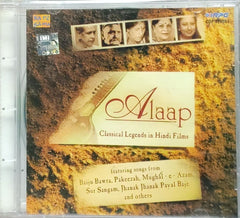 Alaap
Classical Legends in Hindi Films
featuring songs from
Baiju Bawra, Pakeezah, Mughal-e-Azam
Sur Sangam, Jhanak Jhanak Payal Baje
and others